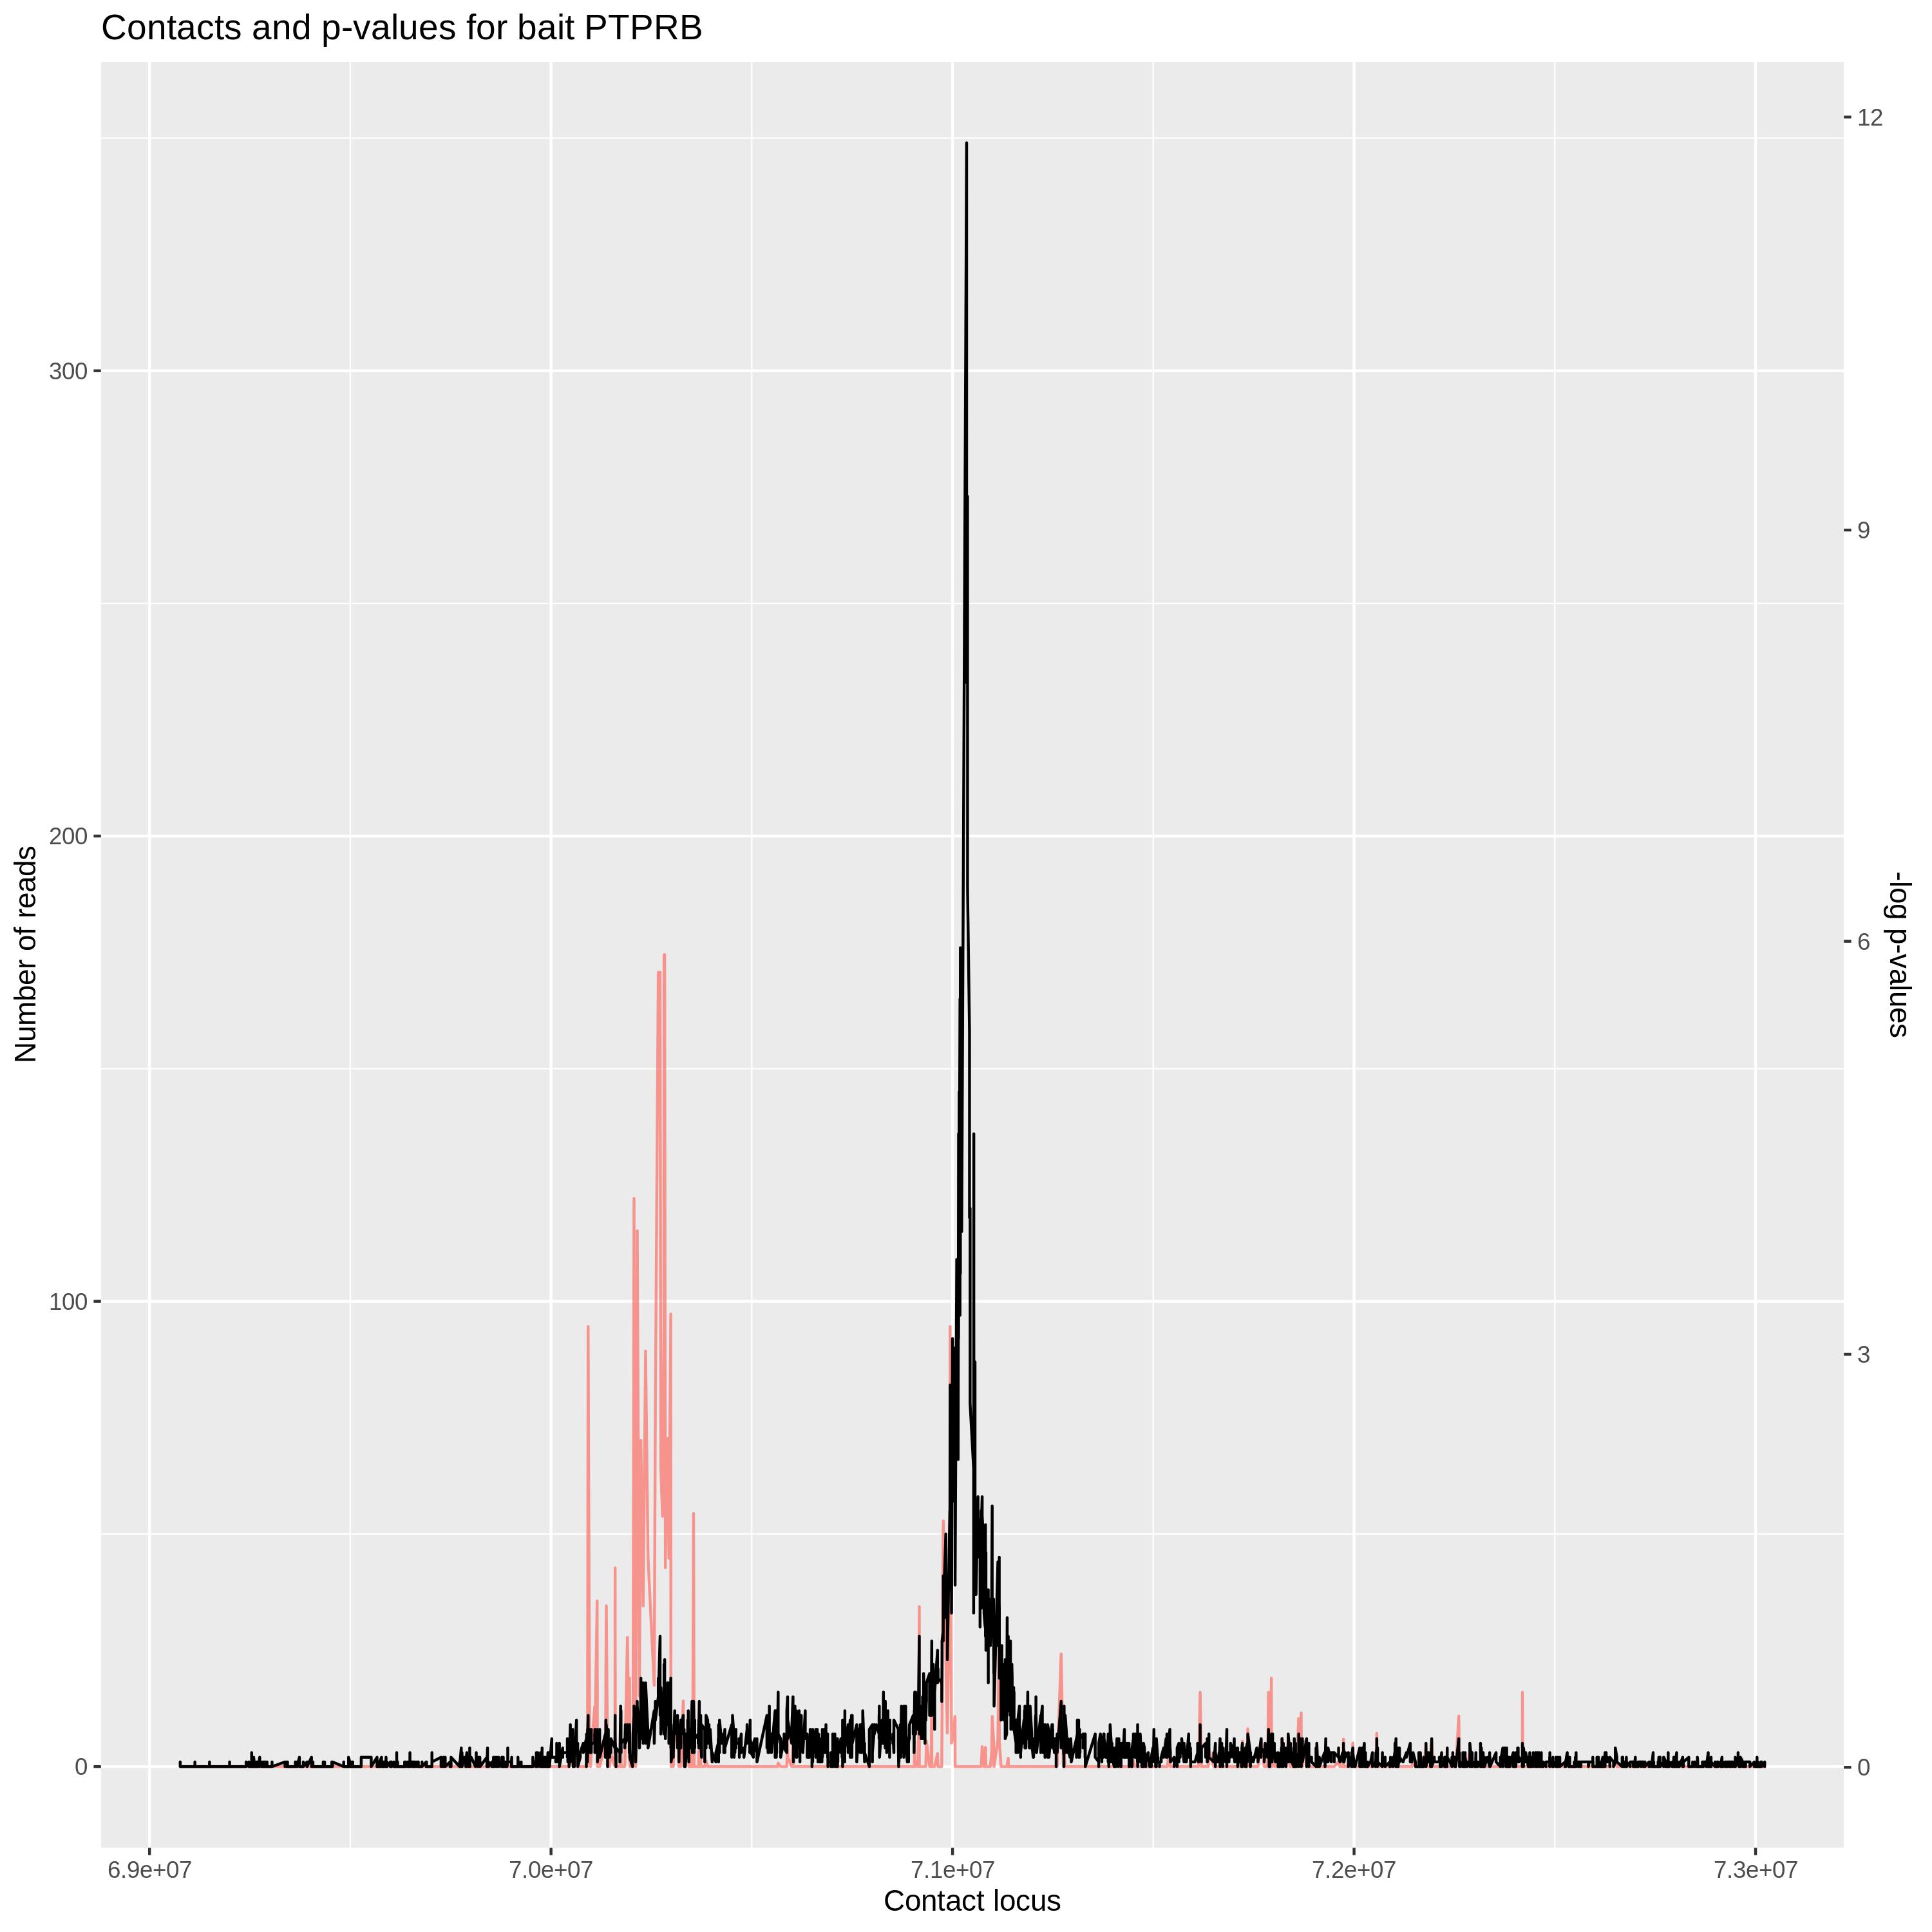 Contacts and p-values for bait PTPRB
Number of reads
300
200
100
0
12
9
6
3
0
-log p-values
6.9e+07 7.0e+07 7.1e+07 7.2e+07 7.3e+07
Contact locus